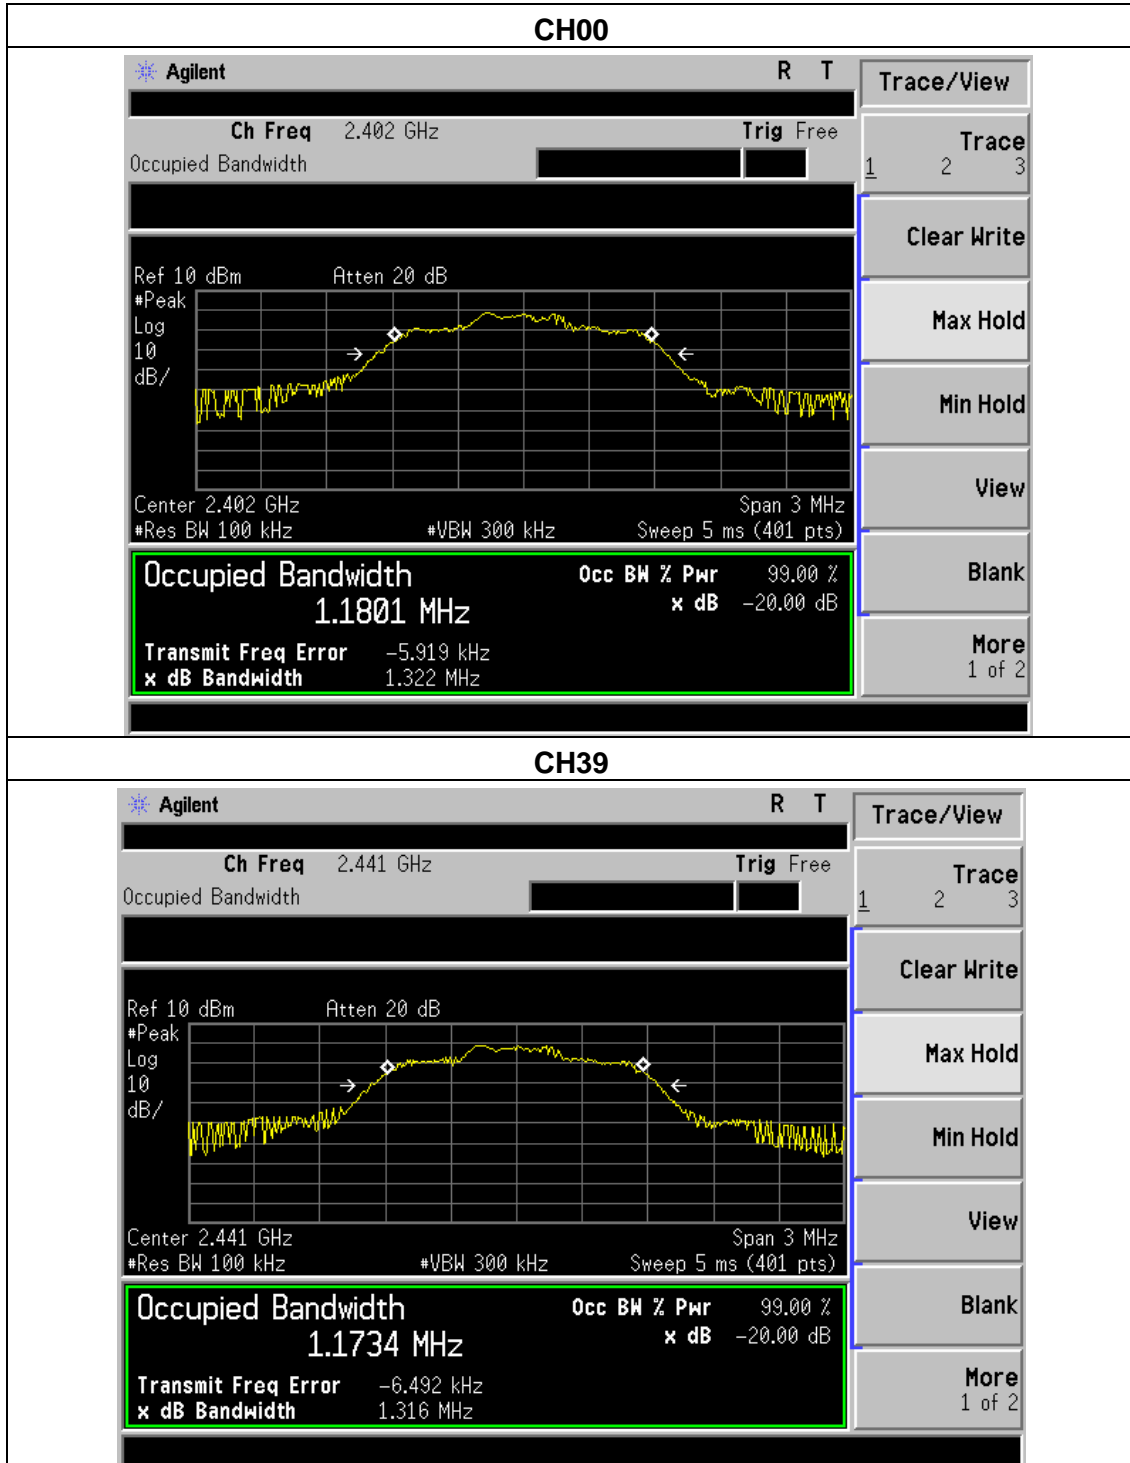 CH00
Agilent R T
Trace/View
Ch Freq 2.402 GHz Trig Free
Occupied Bandwidth
Trace
1 2 3
Clear Write
Ref 10 dBm Atten 20 dB
#Peak
Log
10
dB/
Max Hold
Min Hold
View
Center 2.402 GHz Span 3 MHz
#Res BW 100 kHz #VBW 300 kHz Sweep 5 ms (401 pts)
Occupied Bandwidth Occ BW % Pwr 99.00 %
1.1801 MHz x dB -20.00 dB
Blank
Transmit Freq Error -5.919 kHz
x dB Bandwidth 1.322 MHz
More
1 of 2
CH39
Agilent R T
Trace/View
Ch Freq 2.441 GHz Trig Free
Occupied Bandwidth
Trace
1 2 3
Clear Write
Ref 10 dBm Atten 20 dB
#Peak
Log
10
dB/
Max Hold
Min Hold
View
Center 2.441 GHz Span 3 MHz
#Res BW 100 kHz #VBW 300 kHz Sweep 5 ms (401 pts)
Occupied Bandwidth Occ BW % Pwr 99.00 %
1.1734 MHz x dB -20.00 dB
Blank
Transmit Freq Error -6.492 kHz
x dB Bandwidth 1.316 MHz
More
1 of 2